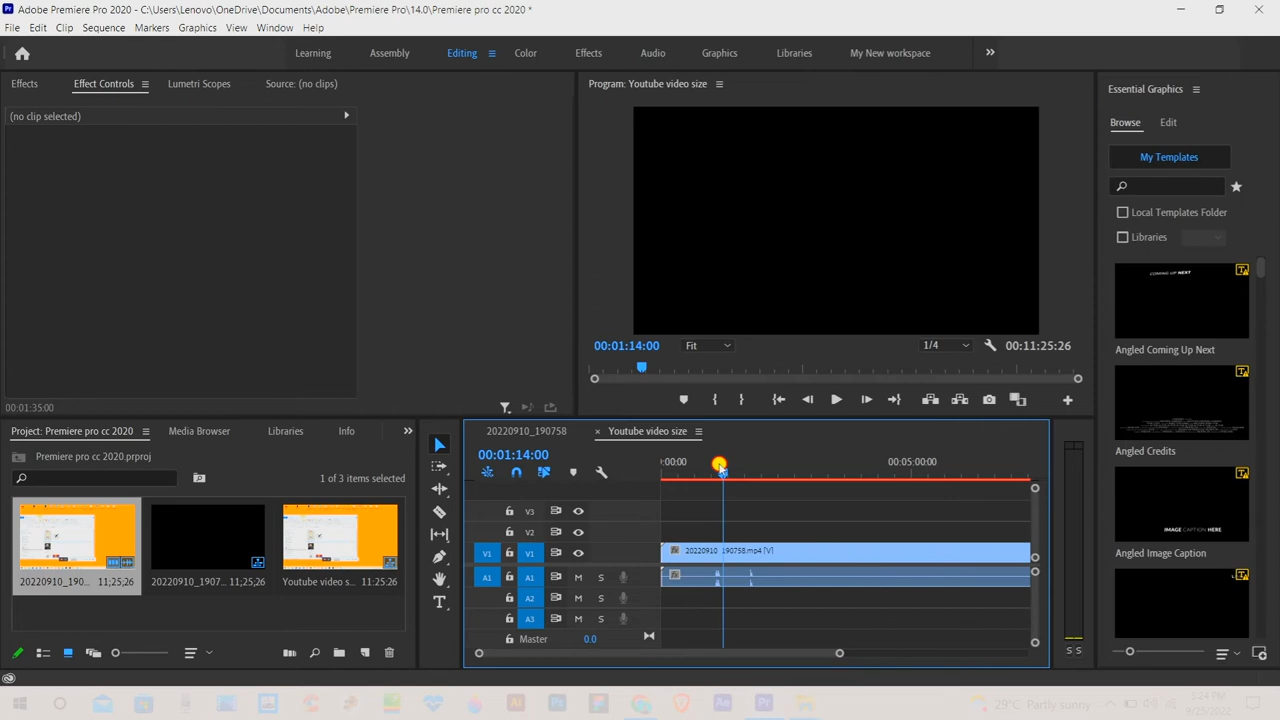 Adobe Premiere Pro 2020 - C:\Users\Lenovo\OneDrive\Documents\Adobe\Premiere Pro\14.0\Premiere pro cc 2020 *
File Edit Clip Sequence Markers Graphics View Window Help
Learning Assembly Editing Color Effects Audio Graphics Libraries My New workspace
Effects Effect Controls Lumetri Scopes Source: (no clips)
Program: Youtube video size
Essential Graphics
(no clip selected)
Browse Edit
My Templates
Local Templates Folder
Libraries
COMING UP NEXT
Angled Coming Up Next
00:01:14:00 Fit 1/4 00:11:25:26
Angled Credits
00:01:35:00
Project: Premiere pro cc 2020 Media Browser Libraries Info
20220910_190758 × Youtube video size
Premiere pro cc 2020.prproj
00:01:14:00
:00:00 00:05:00:00
1 of 3 items selected
V3
V2
V1 V1 20220910_190758.mp4 [V]
A1 A1 M S
A2 M S
A3 M S
Master 0.0
20220910_190... 11;25;26 20220910_1907... 11;25;26 Youtube video s... 11:25:26
IMAGE CAPTION HERE
Angled Image Caption
S S
29°C Partly sunny
5:24 PM
9/25/2022